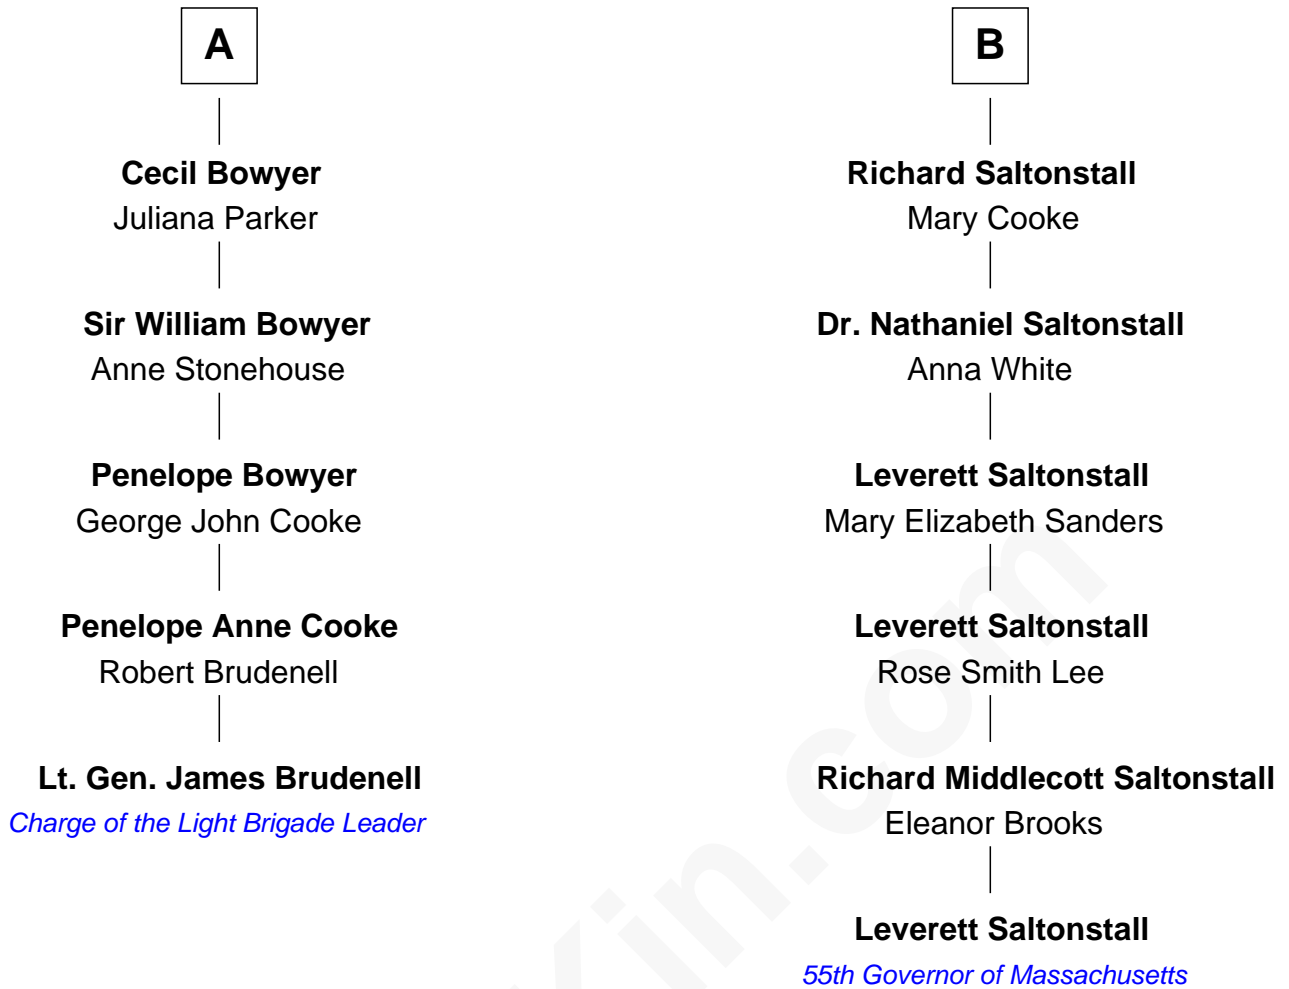 A
Cecil Bowyer
Juliana Parker
Sir William Bowyer
Anne Stonehouse
Penelope Bowyer
George John Cooke
Penelope Anne Cooke
Robert Brudenell
Lt. Gen. James Brudenell
Charge of the Light Brigade Leader
B
Richard Saltonstall
Mary Cooke
Dr. Nathaniel Saltonstall
Anna White
Leverett Saltonstall
Mary Elizabeth Sanders
Leverett Saltonstall
Rose Smith Lee
Richard Middlecott Saltonstall
Eleanor Brooks
Leverett Saltonstall
55th Governor of Massachusetts